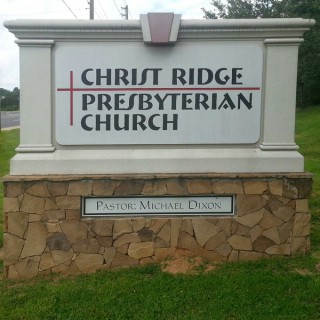 CHRIST RIDGE
PRESBYTERIAN
CHURCH
PASTOR: MICHAEL DIXON